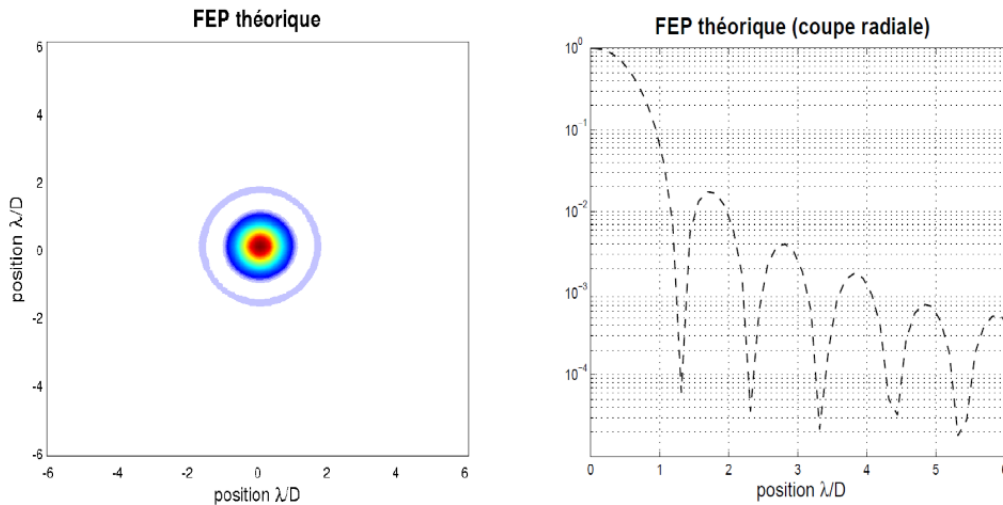 FEP théorique
position λ/D
6
4
2
0
-2
-4
-6
-6 -4 -2 0 2 4 6
position λ/D
FEP théorique (coupe radiale)
10^0
10^-1
10^-2
10^-3
10^-4
0 1 2 3 4 5 6
position λ/D